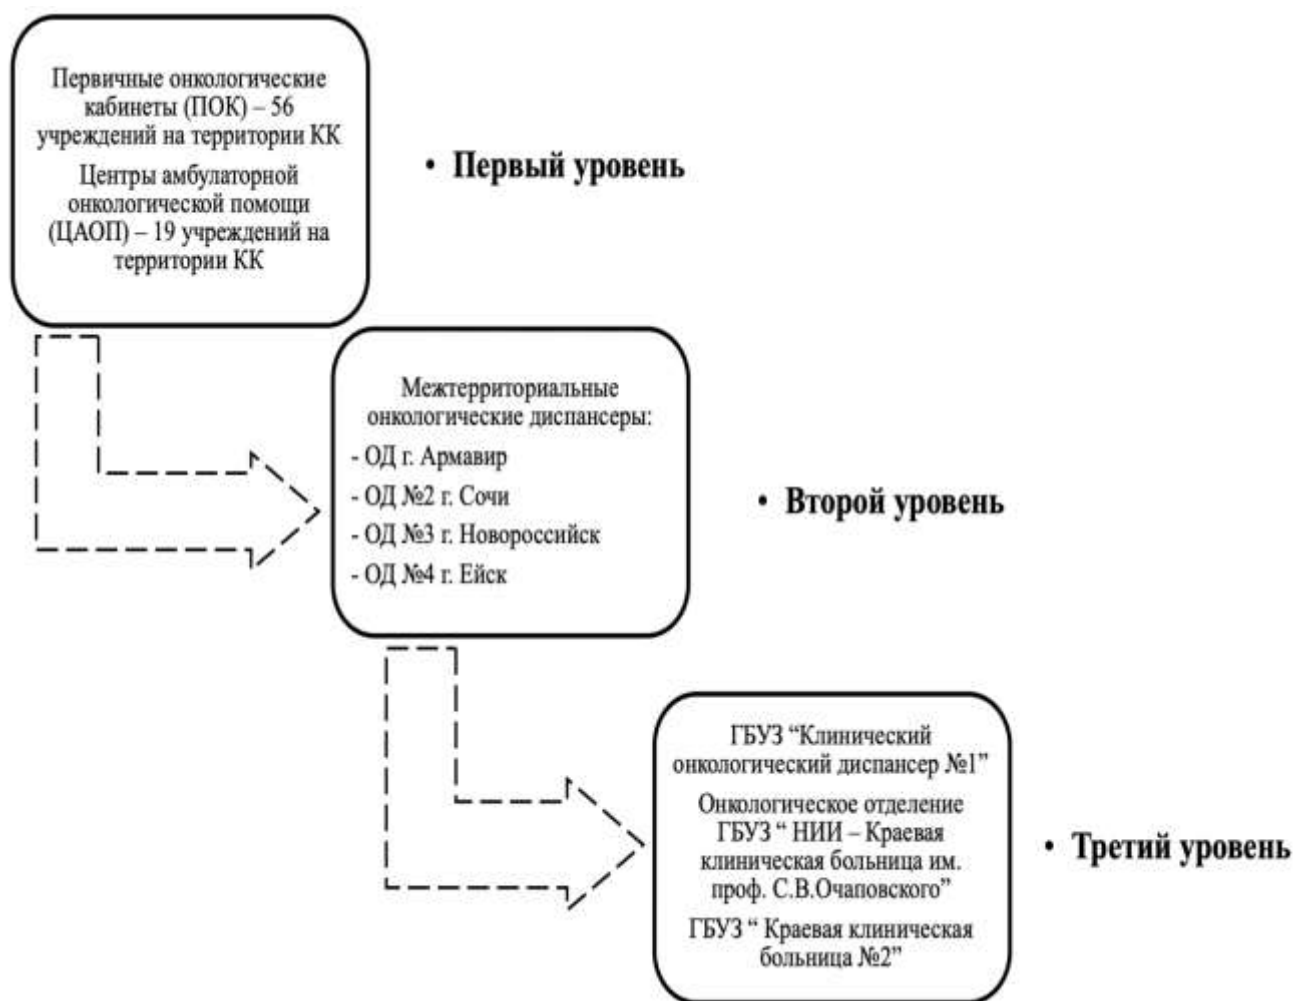 Первичные онкологические
кабинеты (ПОК) – 56
учреждений на территории КК
Центры амбулаторной
онкологической помощи
(ЦАОП) – 19 учреждений на
территории КК
• Первый уровень
Межтерриториальные
онкологические диспансеры:
- ОД г. Армавир
- ОД №2 г. Сочи
- ОД №3 г. Новороссийск
- ОД №4 г. Ейск
• Второй уровень
ГБУЗ “Клинический
онкологический диспансер №1”
Онкологическое отделение
ГБУЗ “ НИИ – Краевая
клиническая больница им.
проф. С.В.Очаповского”
ГБУЗ “ Краевая клиническая
больница №2”
• Третий уровень